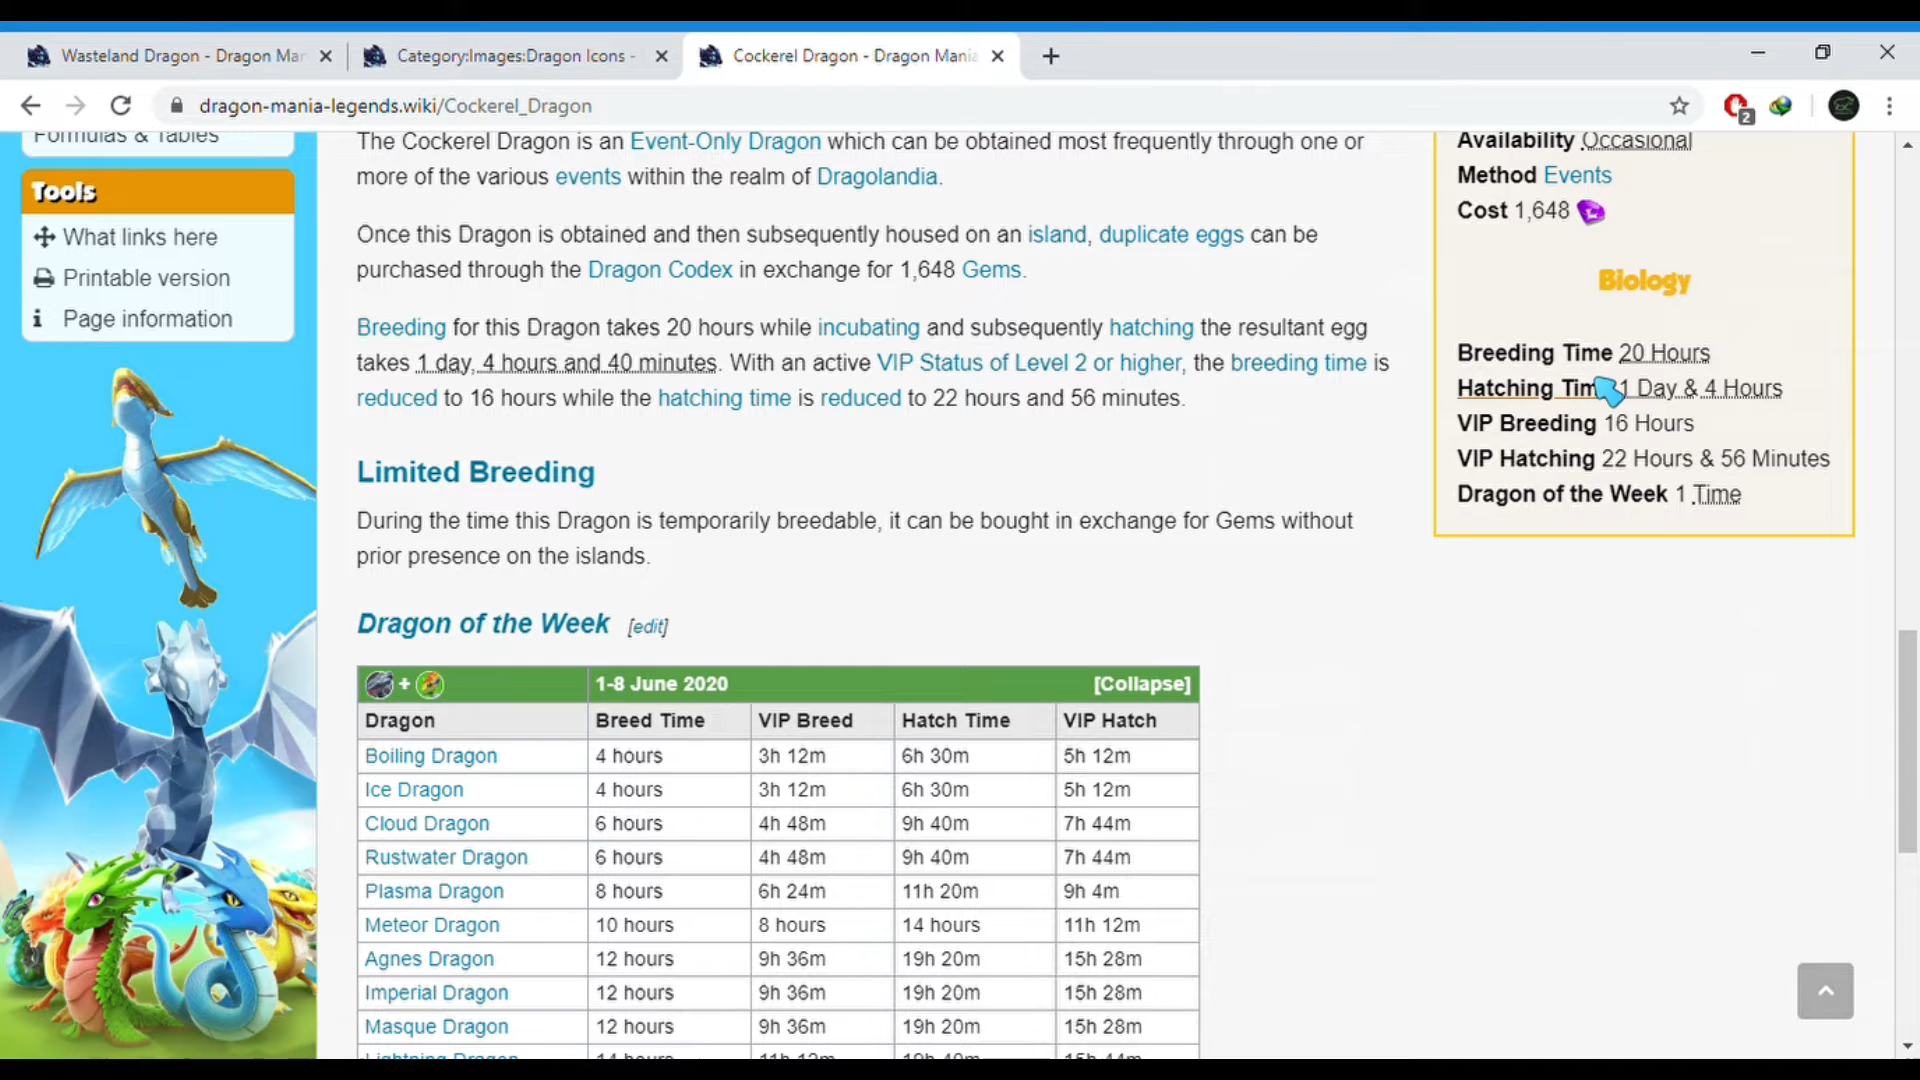 Wasteland Dragon - Dragon Mar
Category:Images:Dragon Icons -
Cockerel Dragon - Dragon Mania
dragon-mania-legends.wiki/Cockerel_Dragon
2
Formulas & Tables
Tools
What links here
Printable version
Page information
The Cockerel Dragon is an Event-Only Dragon which can be obtained most frequently through one or
more of the various events within the realm of Dragolandia.
Once this Dragon is obtained and then subsequently housed on an island, duplicate eggs can be
purchased through the Dragon Codex in exchange for 1,648 Gems.
Breeding for this Dragon takes 20 hours while incubating and subsequently hatching the resultant egg
takes 1 day, 4 hours and 40 minutes. With an active VIP Status of Level 2 or higher, the breeding time is
reduced to 16 hours while the hatching time is reduced to 22 hours and 56 minutes.
Limited Breeding
During the time this Dragon is temporarily breedable, it can be bought in exchange for Gems without
prior presence on the islands.
Dragon of the Week [edit]
+ 1-8 June 2020 [Collapse]
Dragon Breed Time VIP Breed Hatch Time VIP Hatch
Boiling Dragon 4 hours 3h 12m 6h 30m 5h 12m
Ice Dragon 4 hours 3h 12m 6h 30m 5h 12m
Cloud Dragon 6 hours 4h 48m 9h 40m 7h 44m
Rustwater Dragon 6 hours 4h 48m 9h 40m 7h 44m
Plasma Dragon 8 hours 6h 24m 11h 20m 9h 4m
Meteor Dragon 10 hours 8 hours 14 hours 11h 12m
Agnes Dragon 12 hours 9h 36m 19h 20m 15h 28m
Imperial Dragon 12 hours 9h 36m 19h 20m 15h 28m
Masque Dragon 12 hours 9h 36m 19h 20m 15h 28m
Lightning Dragon 14 hours 11h 12m 19h 40m 15h 44m
Availability Occasional
Method Events
Cost 1,648
Biology
Breeding Time 20 Hours
Hatching Tim 1 Day & 4 Hours
VIP Breeding 16 Hours
VIP Hatching 22 Hours & 56 Minutes
Dragon of the Week 1 Time